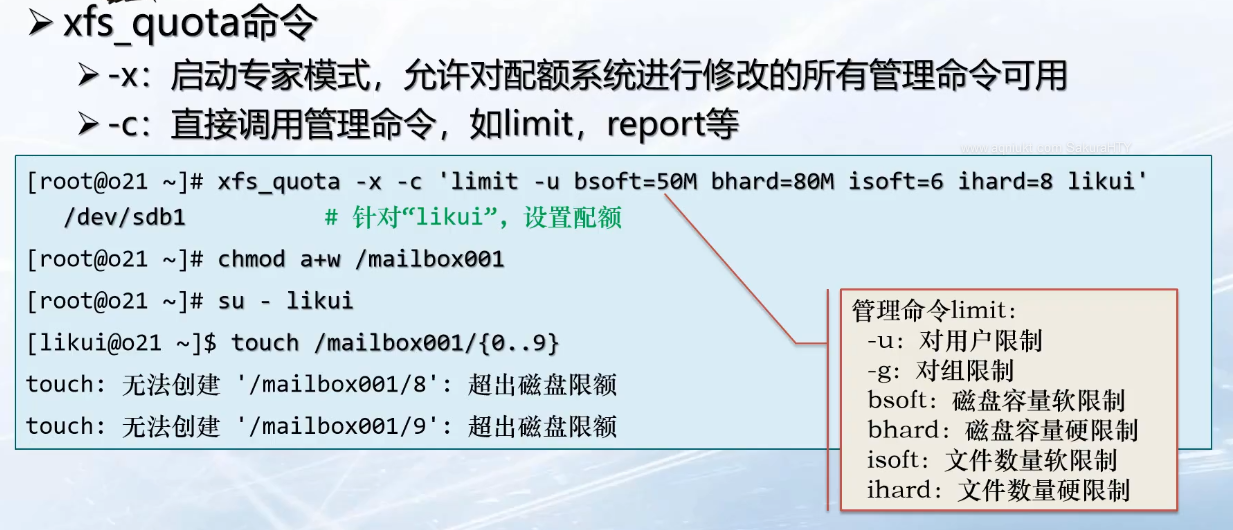 ➢ xfs_quota命令
➢ -x：启动专家模式，允许对配额系统进行修改的所有管理命令可用
➢ -c：直接调用管理命令，如limit，report等
[root@o21 ~]# xfs_quota -x -c 'limit -u bsoft=50M bhard=80M isoft=6 ihard=8 likui'
/dev/sdb1 # 针对“likui”，设置配额
[root@o21 ~]# chmod a+w /mailbox001
[root@o21 ~]# su - likui
[likui@o21 ~]$ touch /mailbox001/{0..9}
touch: 无法创建 '/mailbox001/8': 超出磁盘限额
touch: 无法创建 '/mailbox001/9': 超出磁盘限额
管理命令limit：
-u：对用户限制
-g：对组限制
bsoft：磁盘容量软限制
bhard：磁盘容量硬限制
isoft：文件数量软限制
ihard：文件数量硬限制